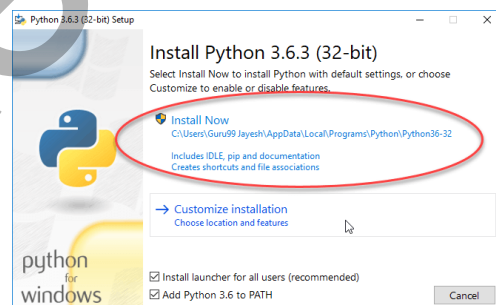 Python 3.6.3 (32-bit) Setup
Install Python 3.6.3 (32-bit)
Select Install Now to install Python with default settings, or choose
Customize to enable or disable features.
Install Now
C:\Users\Guru99 Jayesh\AppData\Local\Programs\Python\Python36-32
Includes IDLE, pip and documentation
Creates shortcuts and file associations
Customize installation
Choose location and features
python
for
windows
Install launcher for all users (recommended)
Add Python 3.6 to PATH
Cancel